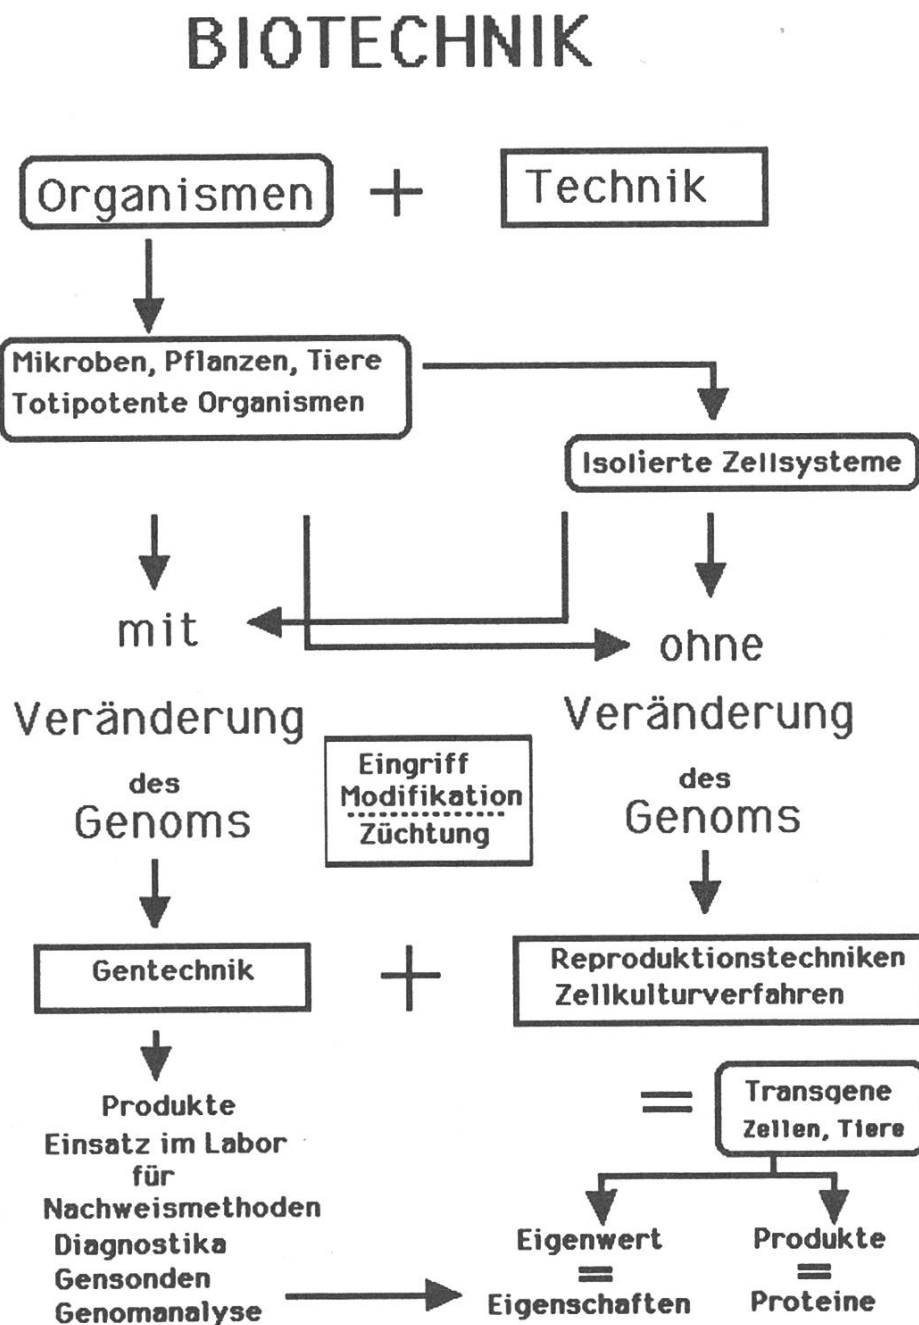 BIOTECHNIK
Organismen + Technik
Mikroben, Pflanzen, Tiere
Totipotente Organismen
Isolierte Zellsysteme
mit
ohne
Veränderung
des
Genoms
Veränderung
des
Genoms
Eingriff
Modifikation
Züchtung
Gentechnik
+
Reproduktionstechniken
Zellkulturverfahren
Produkte
Einsatz im Labor
für
Nachweismethoden
Diagnostika
Gensonden
Genomanalyse
=
Transgene
Zellen, Tiere
Eigenwert
=
Eigenschaften
Produkte
=
Proteine